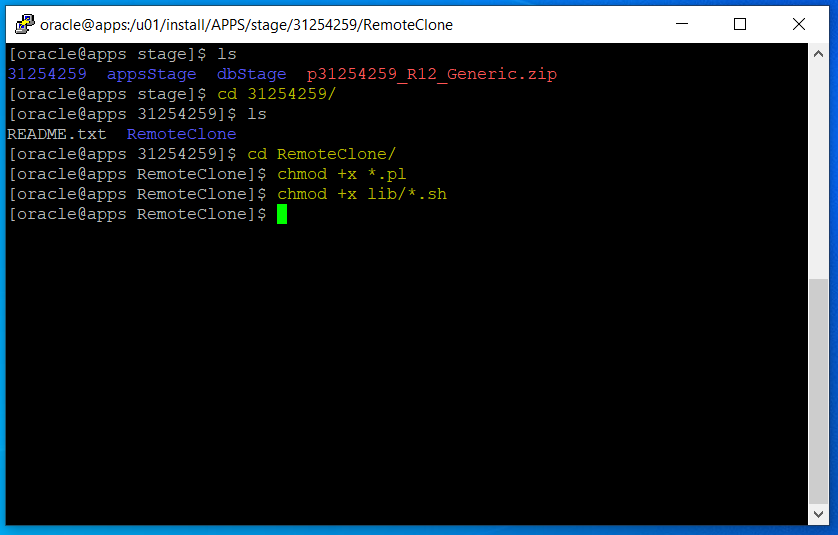 oracle@apps:/u01/install/APPS/stage/31254259/RemoteClone
[oracle@apps stage]$ ls
31254259  appsStage  dbStage  p31254259_R12_Generic.zip
[oracle@apps stage]$ cd 31254259/
[oracle@apps 31254259]$ ls
README.txt  RemoteClone
[oracle@apps 31254259]$ cd RemoteClone/
[oracle@apps RemoteClone]$ chmod +x *.pl
[oracle@apps RemoteClone]$ chmod +x lib/*.sh
[oracle@apps RemoteClone]$